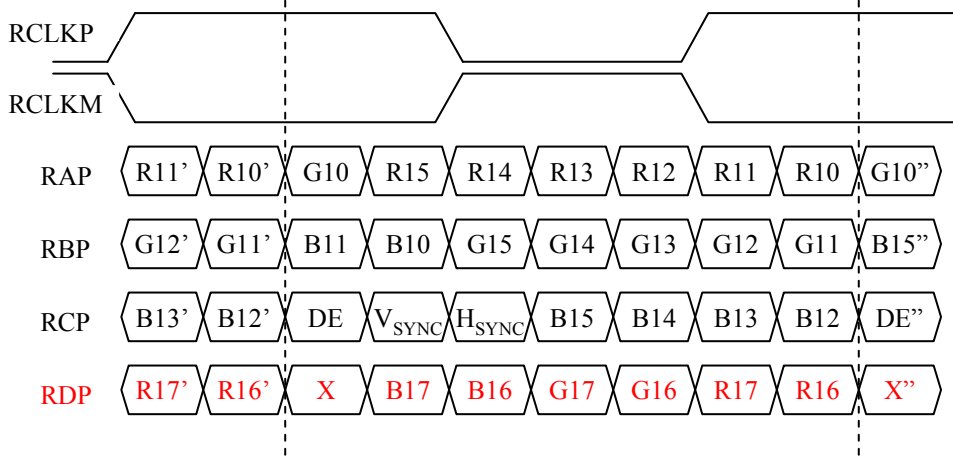 RCLKP
RCLKM
RAP R11’ R10’ G10 R15 R14 R13 R12 R11 R10 G10”
RBP G12’ G11’ B11 B10 G15 G14 G13 G12 G11 B15”
RCP B13’ B12’ DE VSYNC HSYNC B15 B14 B13 B12 DE”
RDP R17’ R16’ X B17 B16 G17 G16 R17 R16 X”